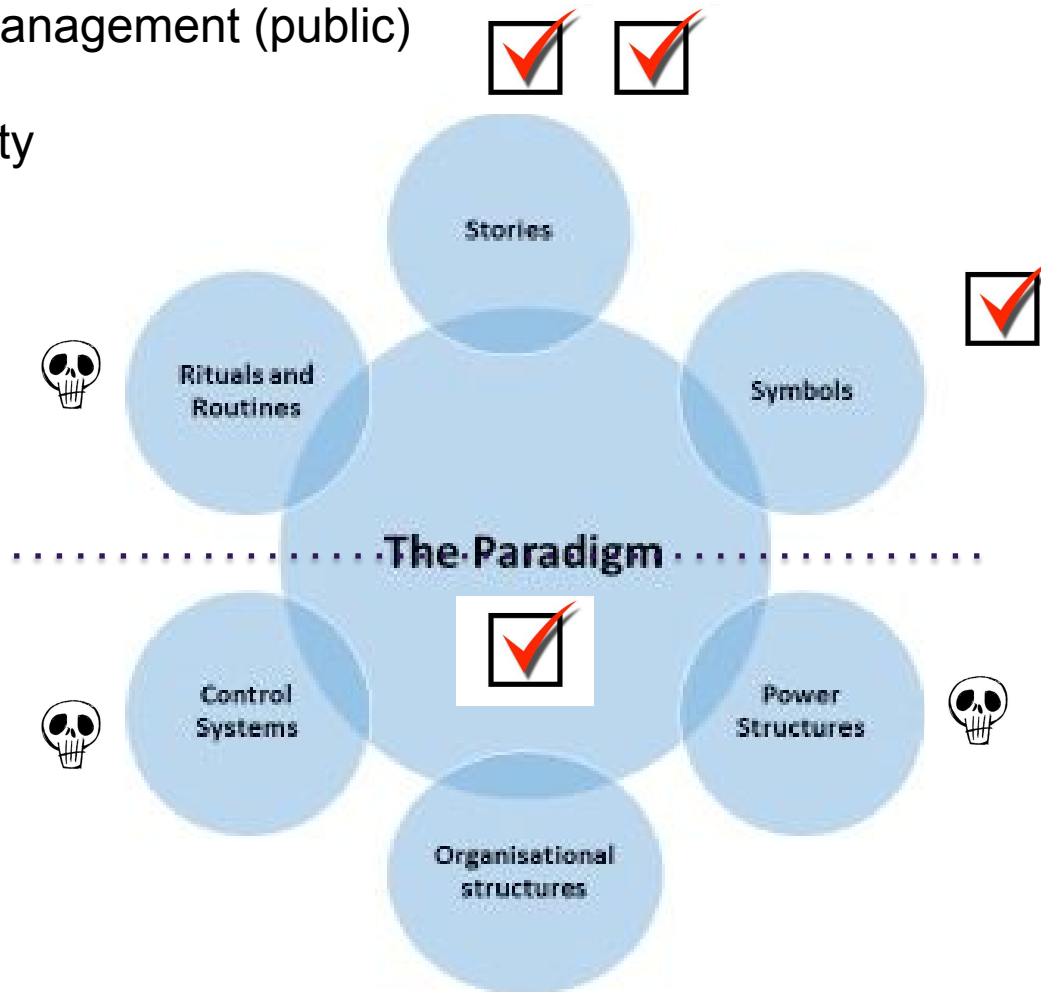 anagement (public)
ty
Stories
Rituals and
Routines
Symbols
The Paradigm
Control
Systems
Power
Structures
Organisational
structures